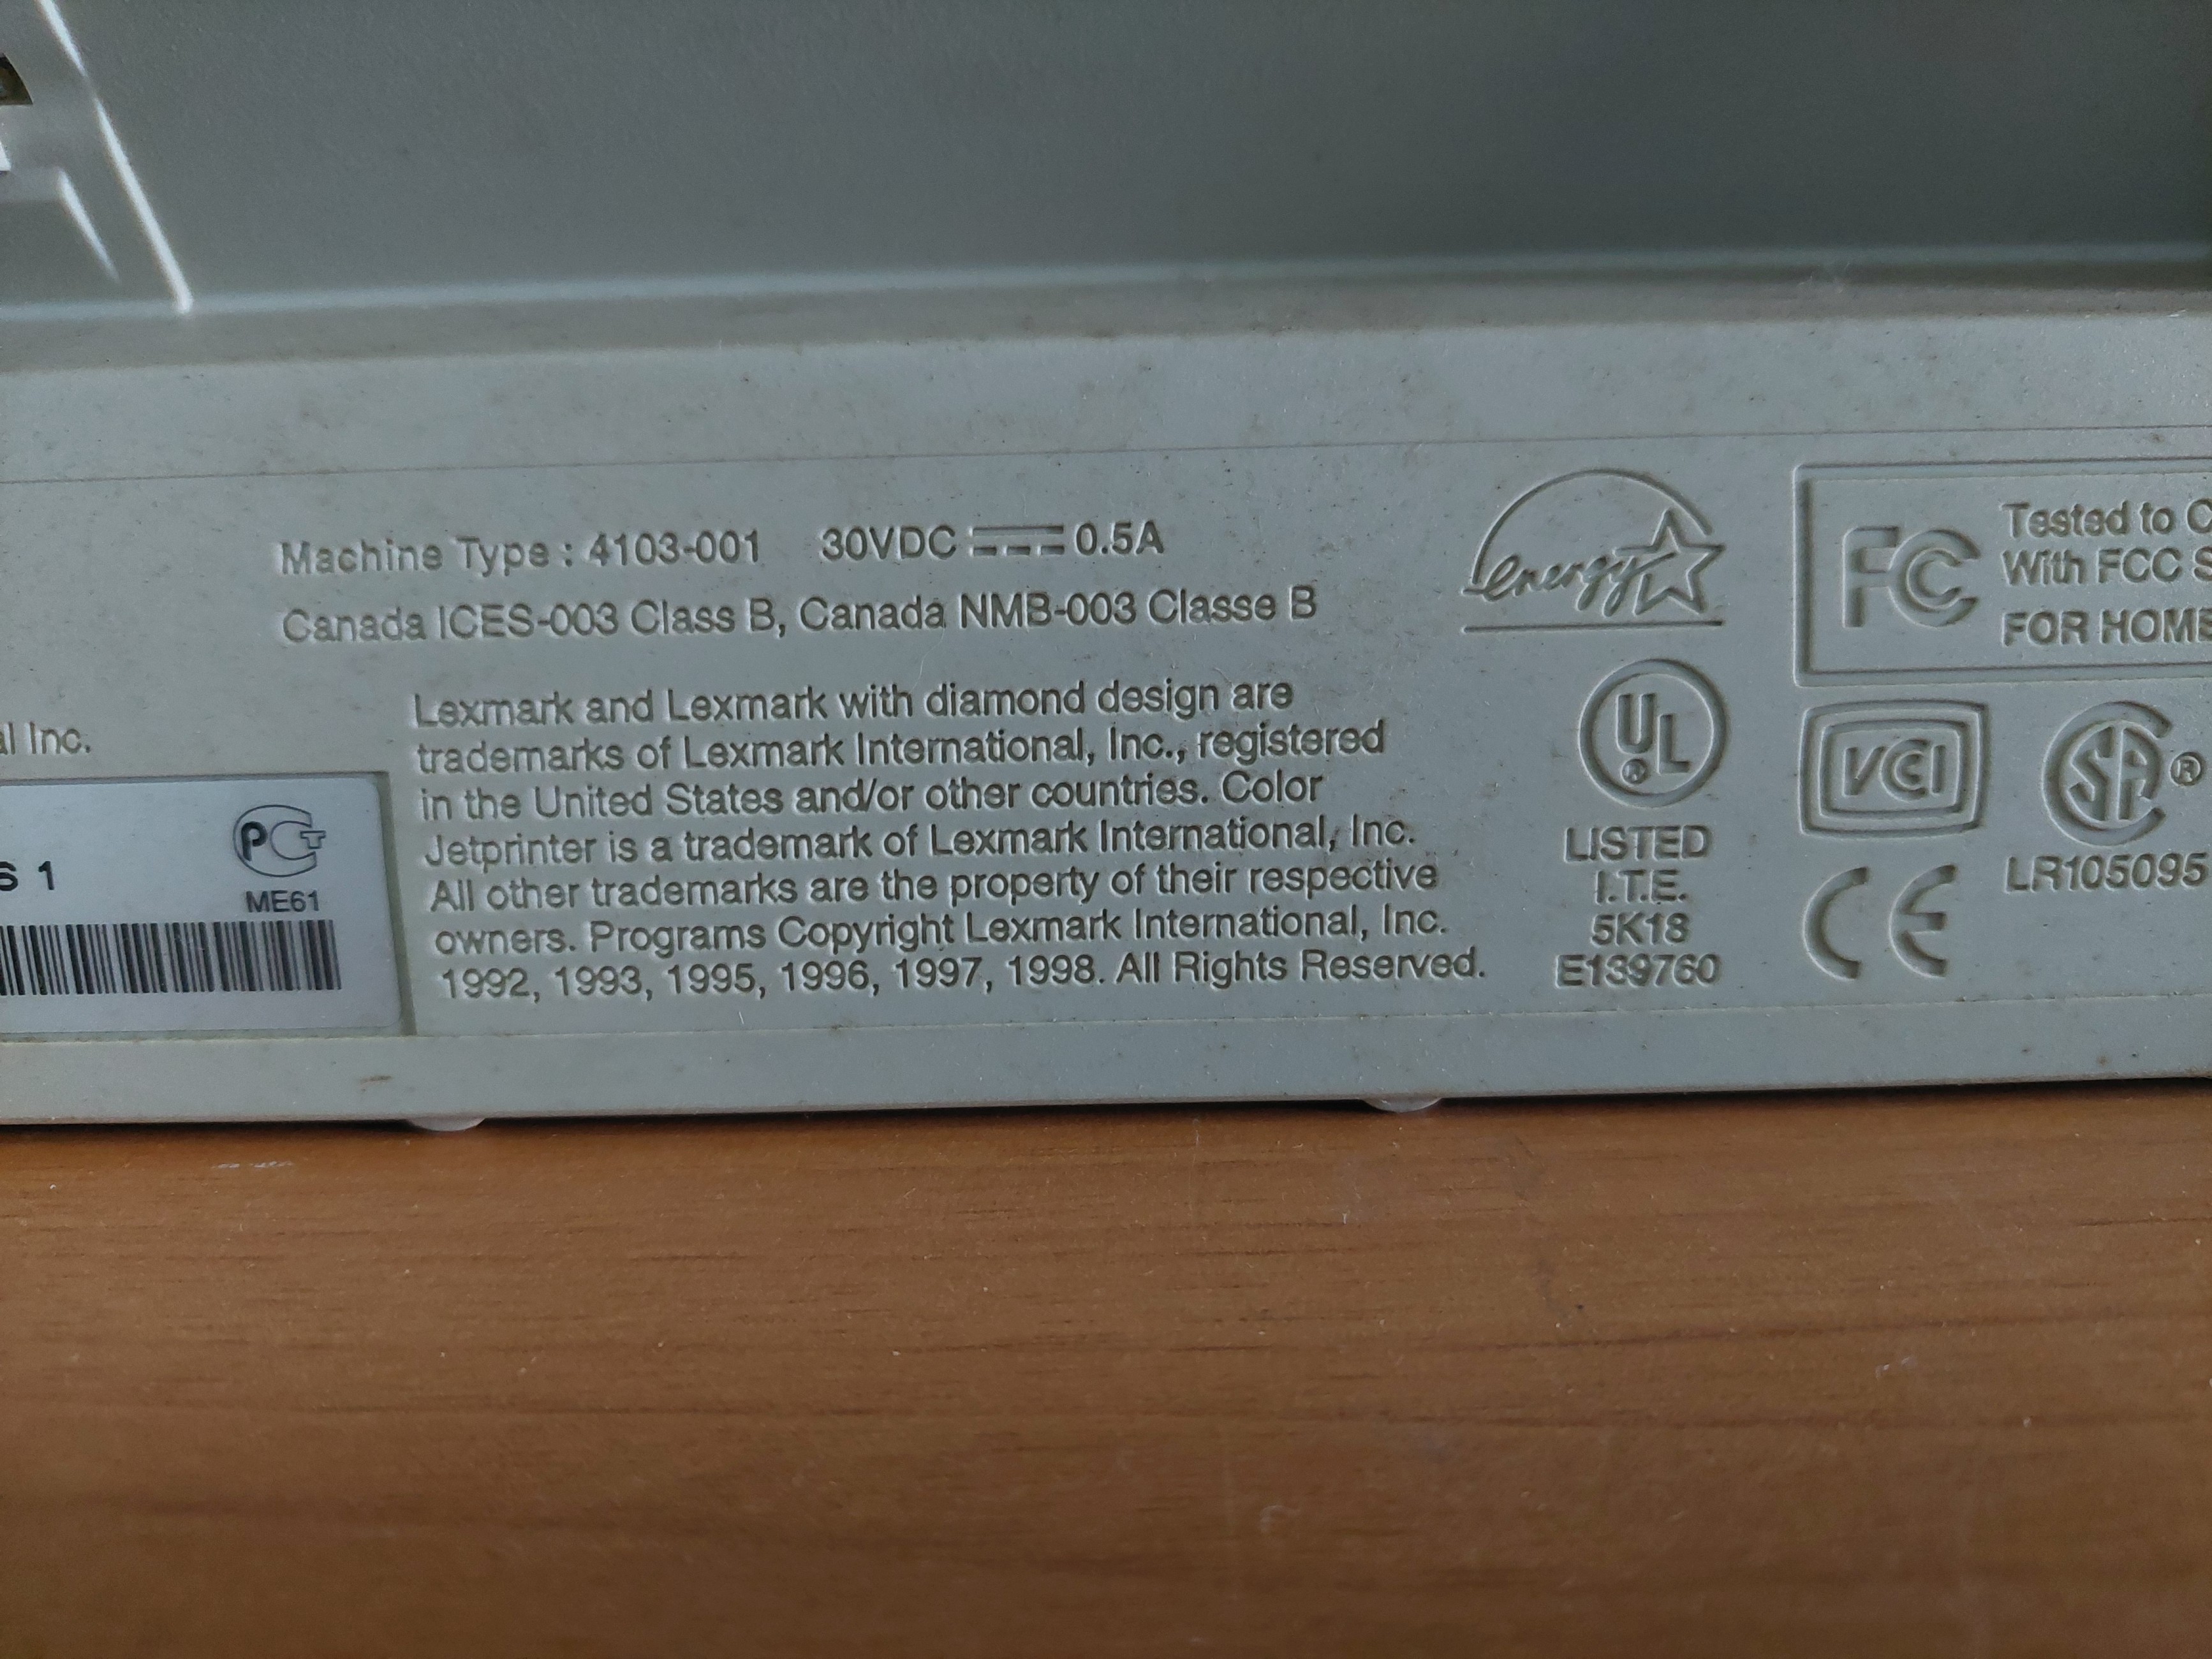 Machine Type : 4103-001 30VDC 0.5A
Canada ICES-003 Class B, Canada NMB-003 Classe B
Lexmark and Lexmark with diamond design are
trademarks of Lexmark International, Inc., registered
in the United States and/or other countries. Color
Jetprinter is a trademark of Lexmark International, Inc.
All other trademarks are the property of their respective
owners. Programs Copyright Lexmark International, Inc.
1992, 1993, 1995, 1996, 1997, 1998. All Rights Reserved.
Inc.
1
РСТ
ME61
energy
UL ®
LISTED
I.T.E.
5K18
E139760
FC
Tested to
With FCC
FOR
VCCI
SA ®
LR105095
CE